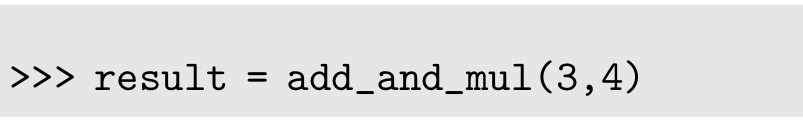 >>> result = add_and_mul(3,4)